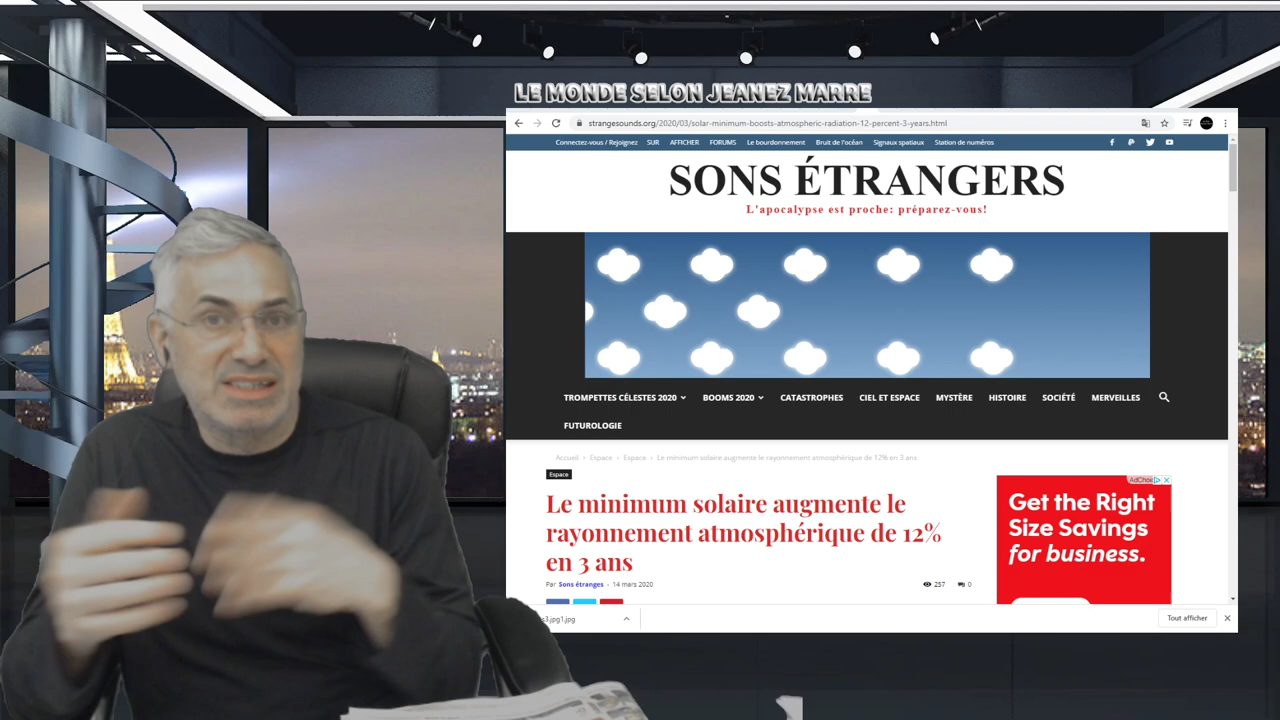 LE MONDE SELON JEANEZ MARRE
strangesounds.org/2020/03/solar-minimum-boosts-atmospheric-radiation-12-percent-3-years.html
Connectez-vous / Rejoignez SUR AFFICHER FORUMS Le bourdonnement Bruit de l'océan Signaux spatiaux Station de numéros
SONS ÉTRANGERS
L'apocalypse est proche: préparez-vous!
TROMPETTES CÉLESTES 2020 BOOMS 2020 CATASTROPHES CIEL ET ESPACE MYSTÈRE HISTOIRE SOCIÉTÉ MERVEILLES
FUTUROLOGIE
Accueil › Espace › Espace › Le minimum solaire augmente le rayonnement atmosphérique de 12% en 3 ans
Espace
Le minimum solaire augmente le
rayonnement atmosphérique de 12%
en 3 ans
Par Sons étranges - 14 mars 2020 257 0
AdChoic
Get the Right
Size Savings
for business.
s3.jpg1.jpg
Tout afficher